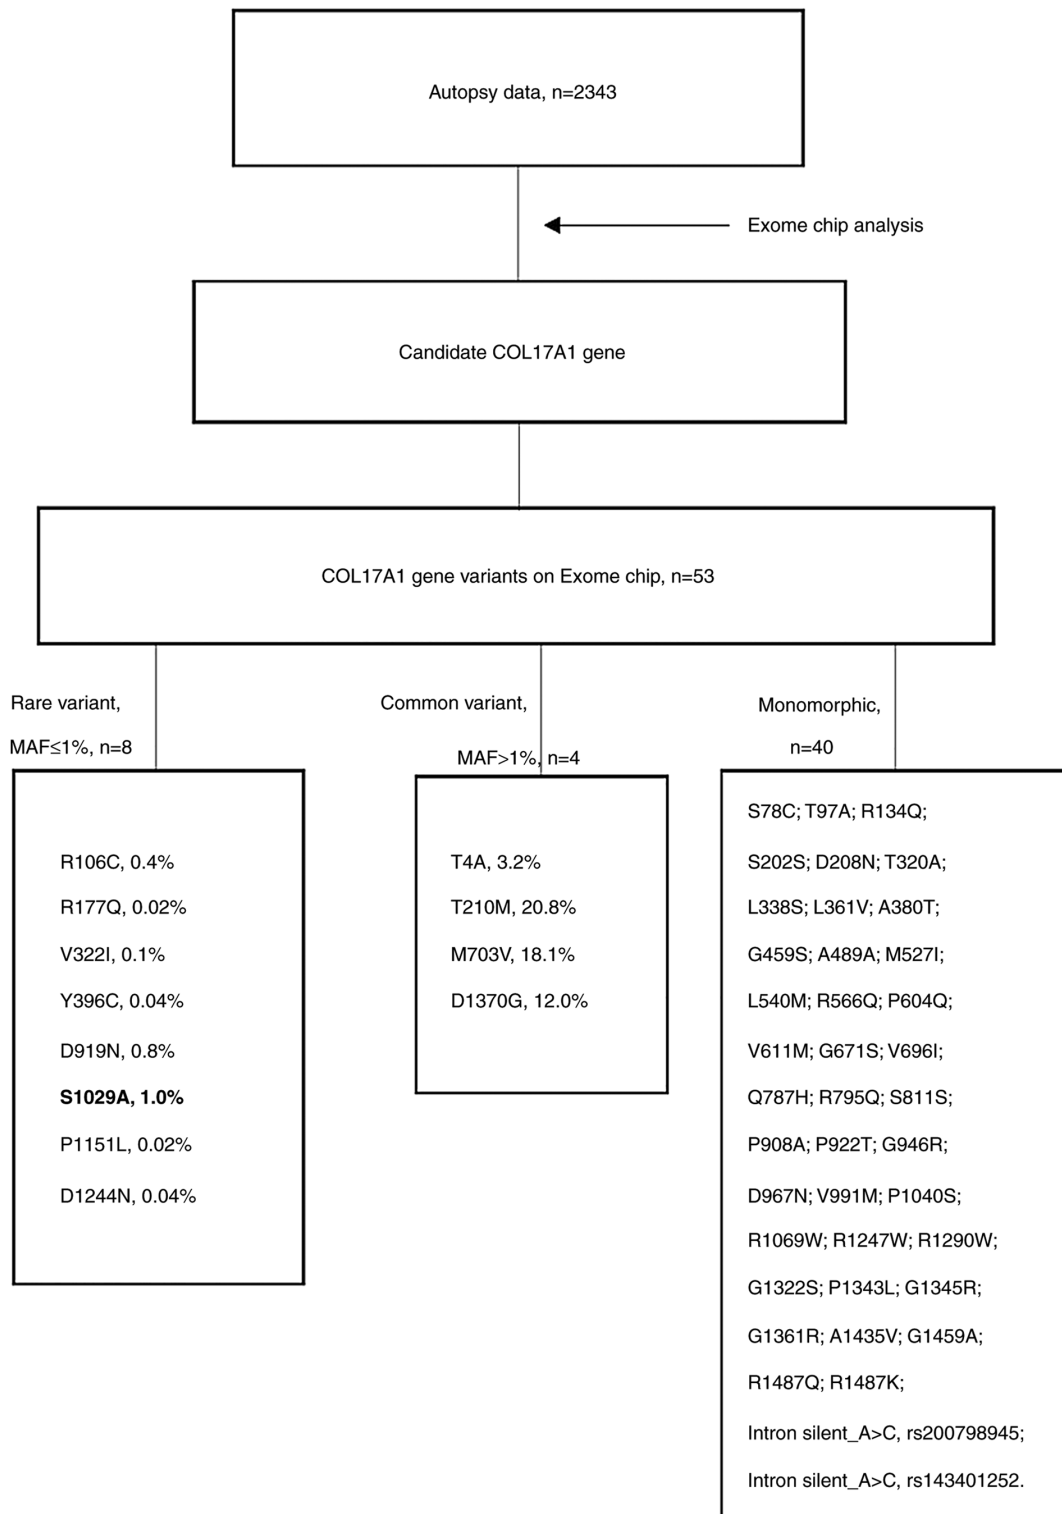 Autopsy data, n=2343
Exome chip analysis
Candidate COL17A1 gene
COL17A1 gene variants on Exome chip, n=53
Rare variant,
MAF≤1%, n=8
R106C, 0.4%
R177Q, 0.02%
V322I, 0.1%
Y396C, 0.04%
D919N, 0.8%
S1029A, 1.0%
P1151L, 0.02%
D1244N, 0.04%
Common variant,
MAF>1%, n=4
T4A, 3.2%
T210M, 20.8%
M703V, 18.1%
D1370G, 12.0%
Monomorphic,
n=40
S78C; T97A; R134Q;
S202S; D208N; T320A;
L338S; L361V; A380T;
G459S; A489A; M527I;
L540M; R566Q; P604Q;
V611M; G671S; V696I;
Q787H; R795Q; S811S;
P908A; P922T; G946R;
D967N; V991M; P1040S;
R1069W; R1247W; R1290W;
G1322S; P1343L; G1345R;
G1361R; A1435V; G1459A;
R1487Q; R1487K;
Intron silent_A>C, rs200798945;
Intron silent_A>C, rs143401252.